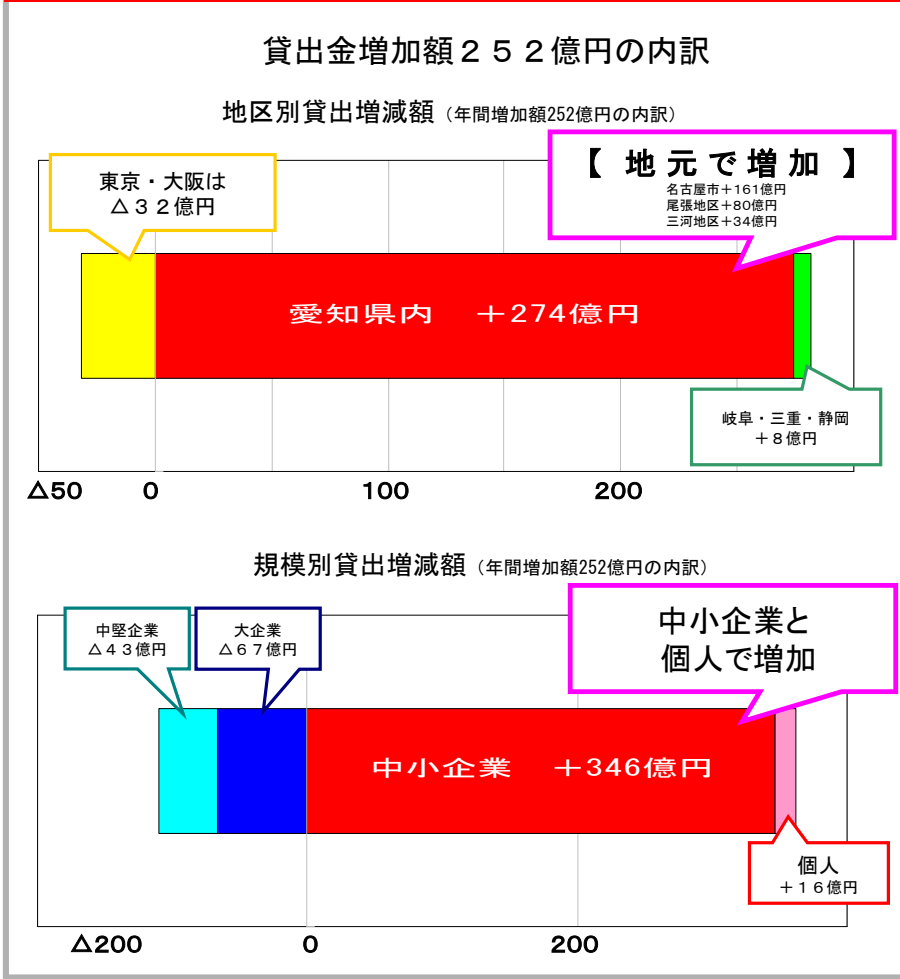 貸出金増加額２５２億円の内訳
地区別貸出増減額（年間増加額252億円の内訳）
東京・大阪は
△３２億円
【 地元で増加 】
名古屋市＋161億円
尾張地区＋80億円
三河地区＋34億円
愛知県内　＋274億円
岐阜・三重・静岡
＋８億円
△50 0 100 200
規模別貸出増減額（年間増加額252億円の内訳）
中堅企業
△４３億円
大企業
△６７億円
中小企業と
個人で増加
中小企業　＋346億円
個人
＋１６億円
△200 0 200